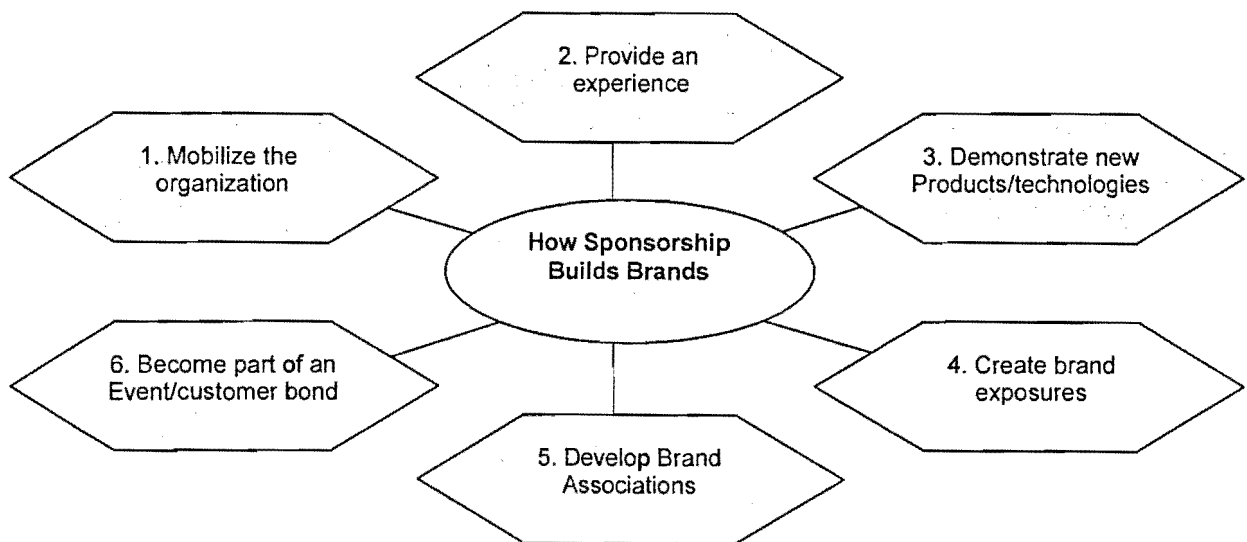 2. Provide an
experience
1. Mobilize the
organization
3. Demonstrate new
Products/technologies
How Sponsorship
Builds Brands
6. Become part of an
Event/customer bond
4. Create brand
exposures
5. Develop Brand
Associations